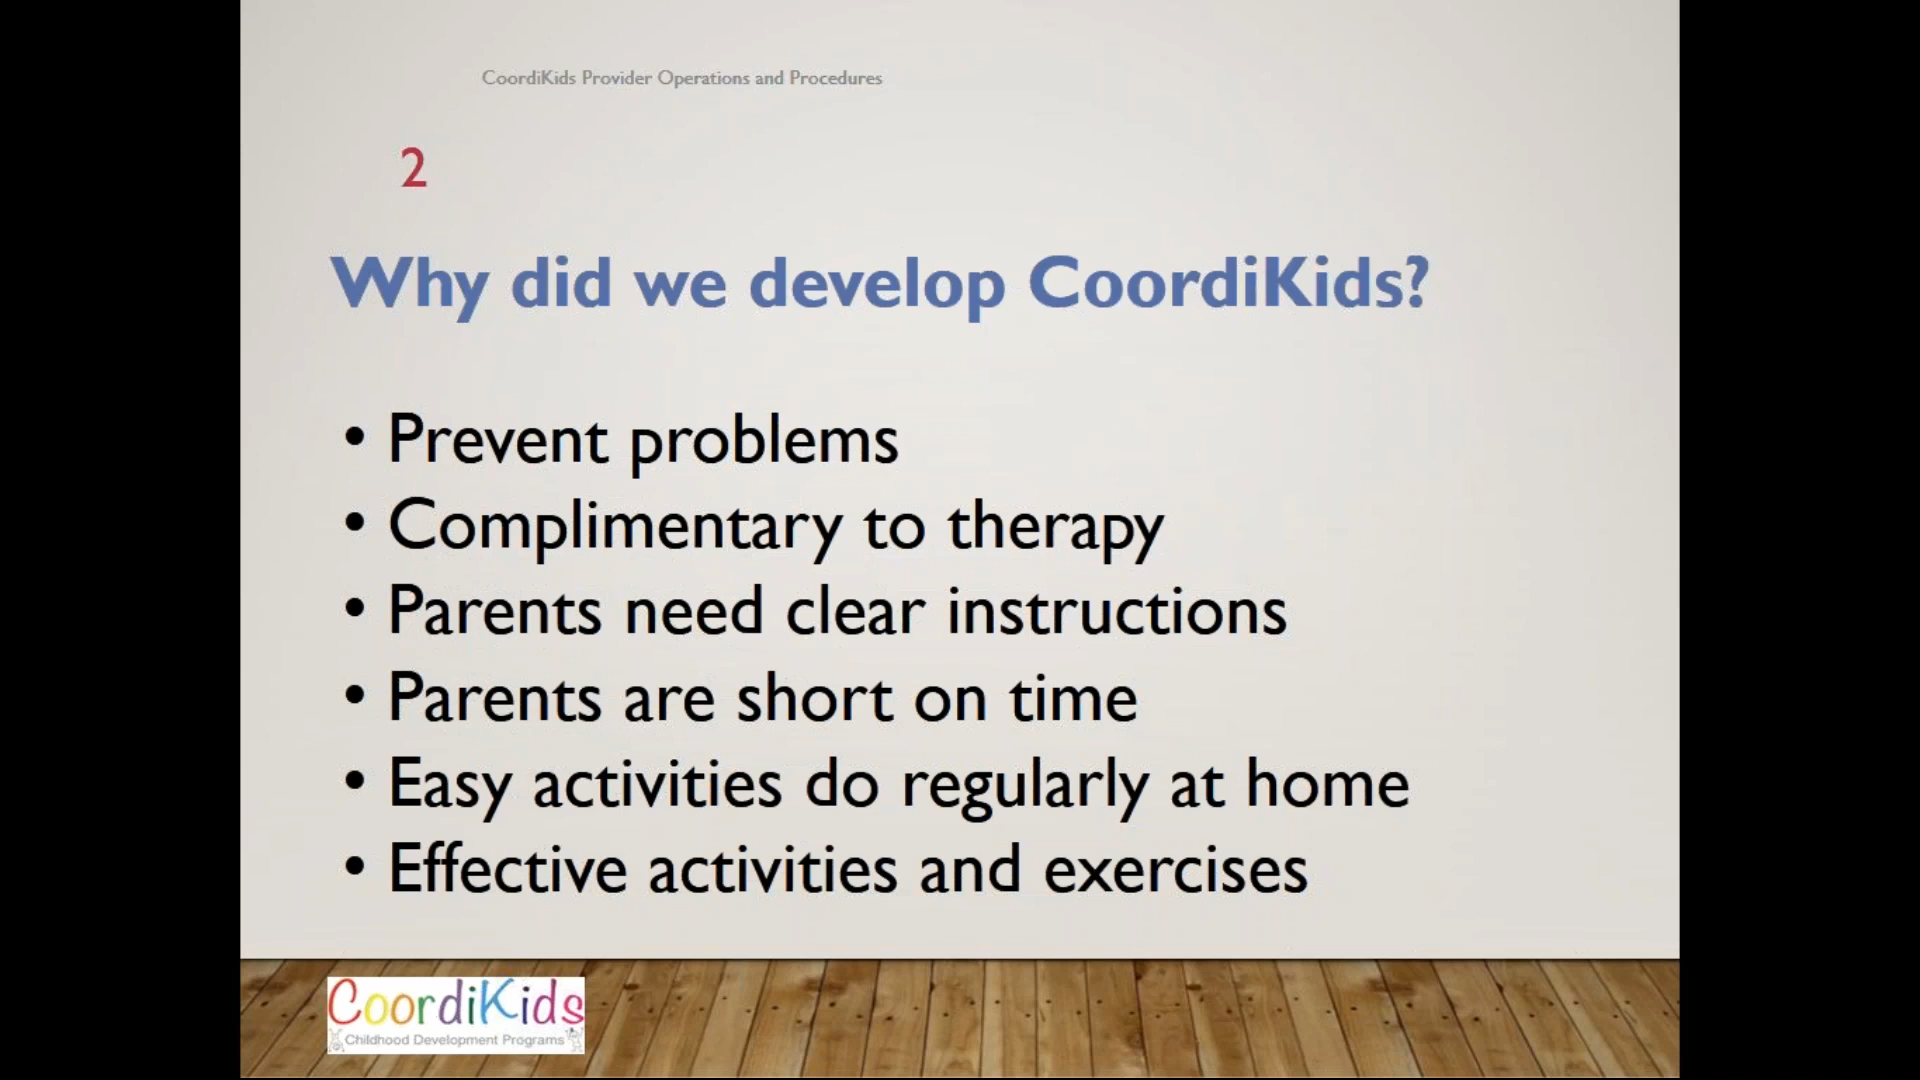 CoordiKids Provider Operations and Procedures
2
Why did we develop CoordiKids?
• Prevent problems
• Complimentary to therapy
• Parents need clear instructions
• Parents are short on time
• Easy activities do regularly at home
• Effective activities and exercises
CoordiKids
Childhood Development Programs